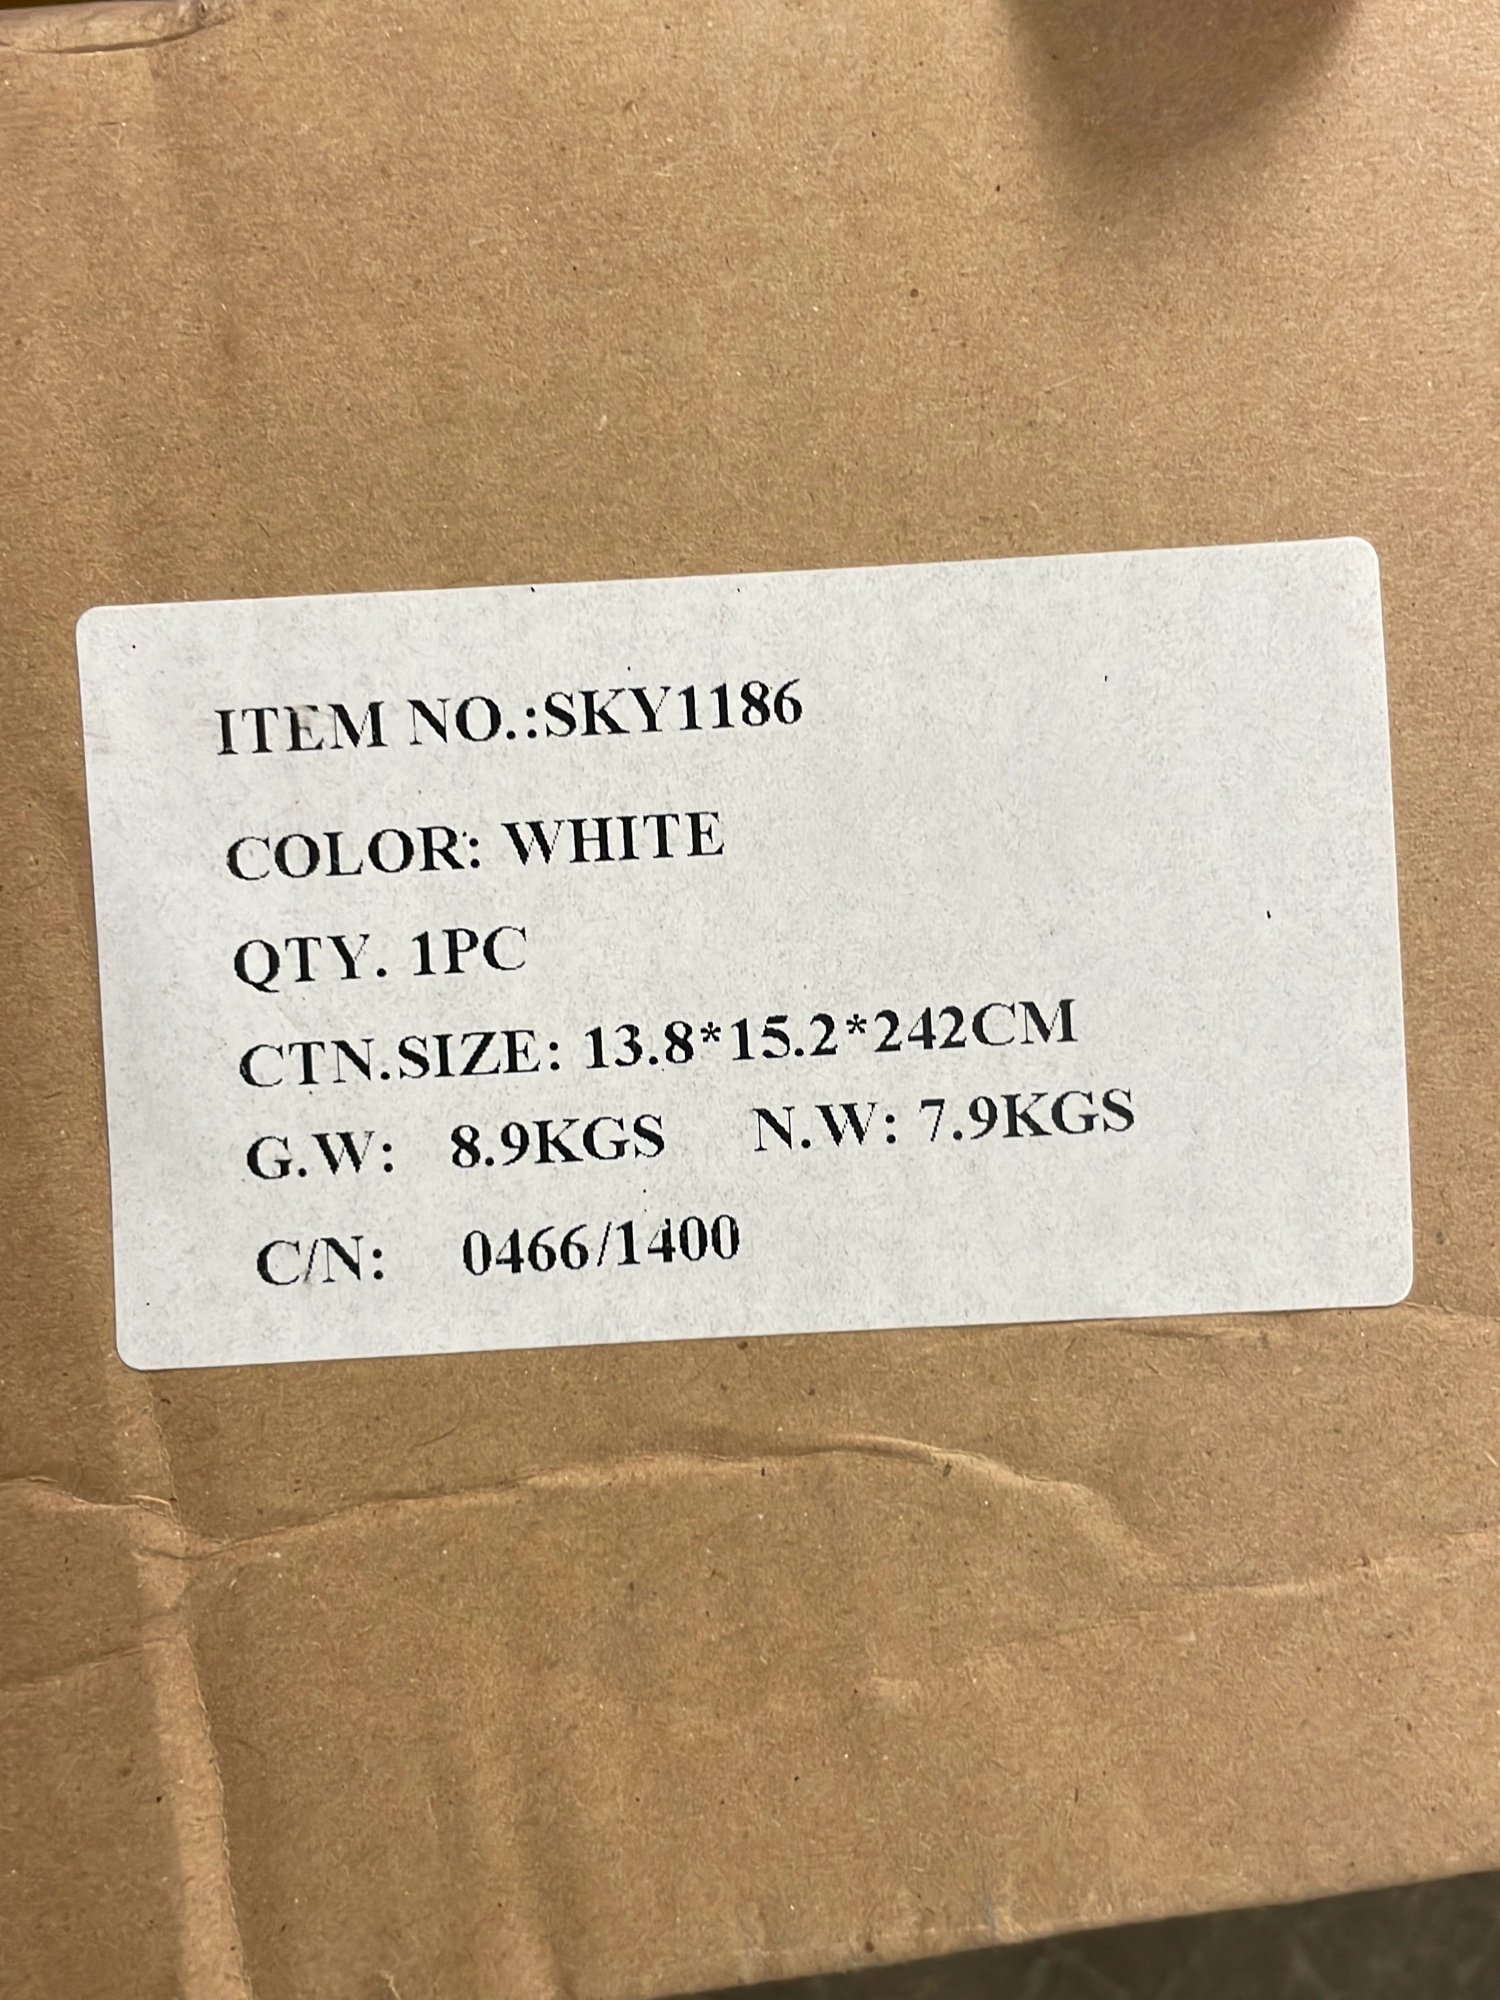 ITEM NO.:SKY1186
COLOR: WHITE
QTY. 1PC
CTN.SIZE: 13.8*15.2*242CM
G.W: 8.9KGS N.W: 7.9KGS
C/N: 0466/1400